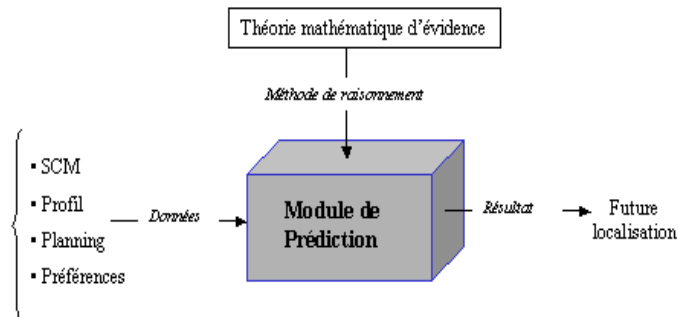 Théorie mathématique d'évidence
Méthode de raisonnement
▪ SCM
▪ Profil
▪ Planning
▪ Préférences
Données
Module de
Prédiction
Résultat
Future
localisation